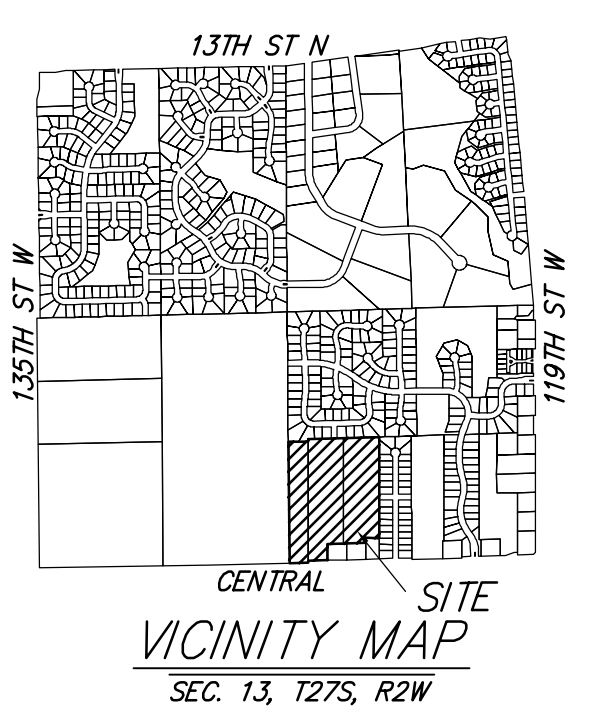 13TH ST N
135TH ST W
119TH ST W
CENTRAL
SITE
VICINITY MAP
SEC. 13, T27S, R2W